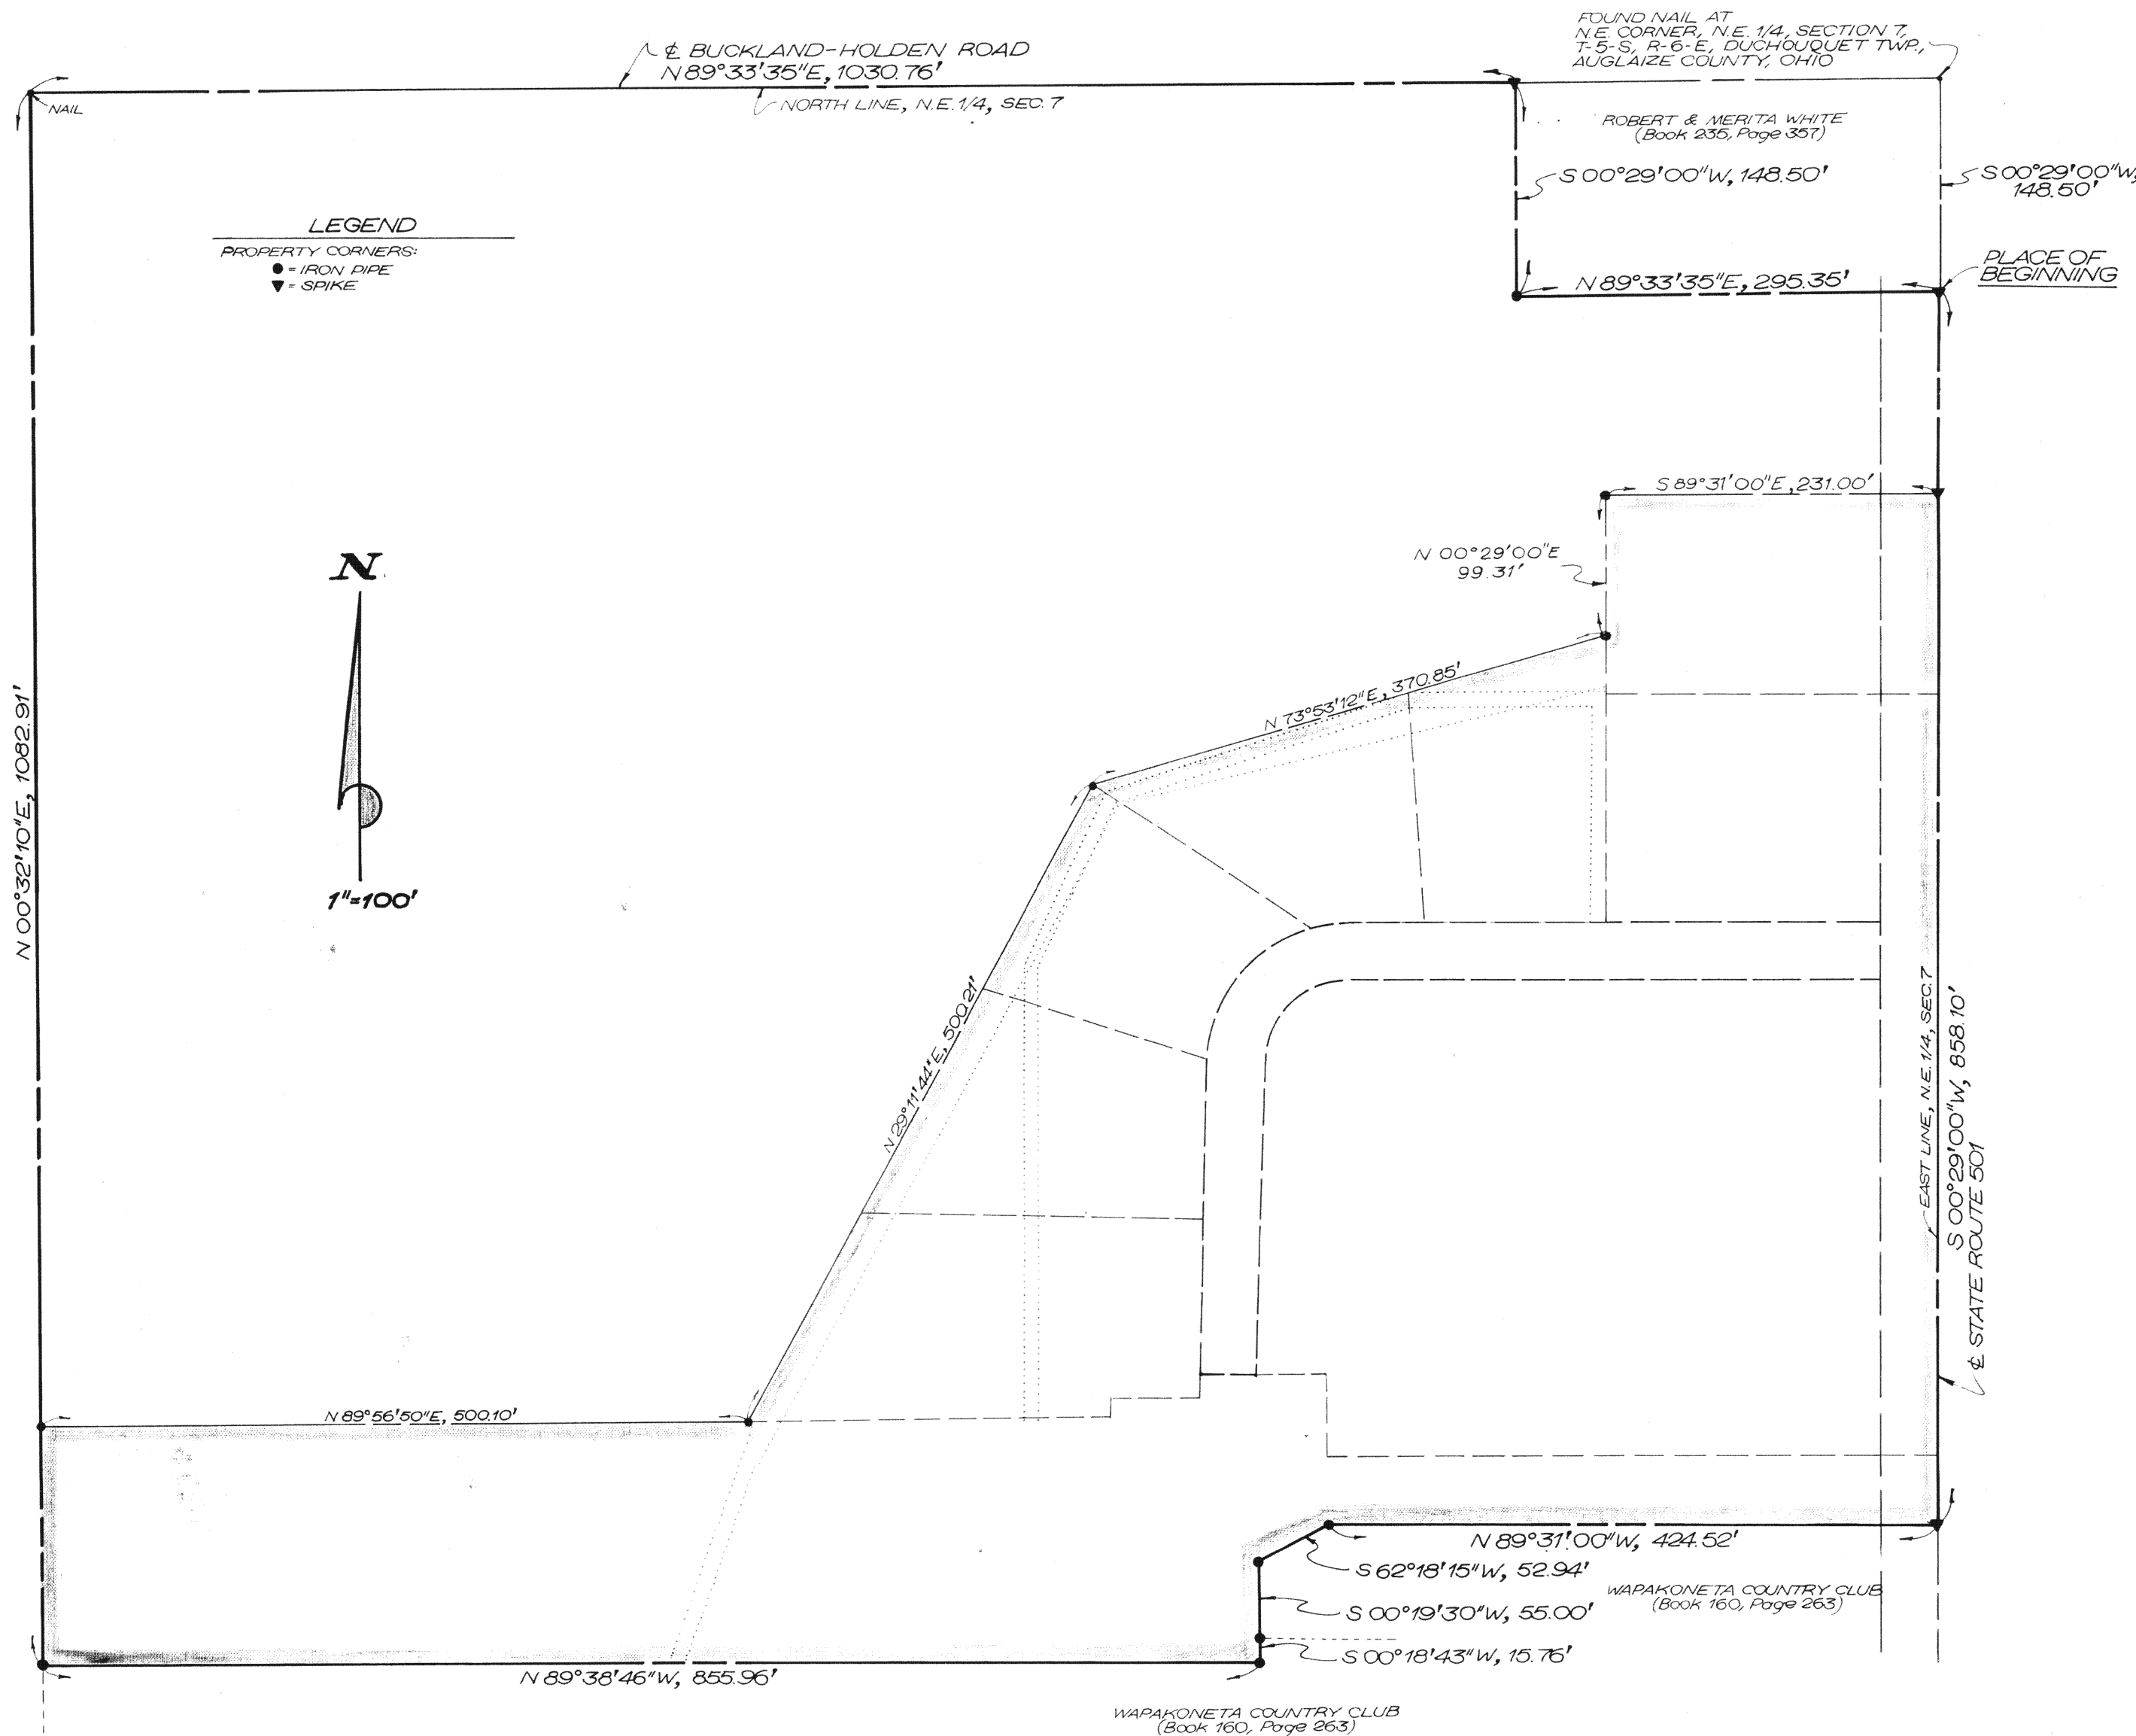 FOUND NAIL AT
N.E. CORNER, N.E. 1/4, SECTION 7,
T-5-S, R-6-E, DUCHOUQUET TWP.,
AUGLAIZE COUNTY, OHIO
℄ BUCKLAND-HOLDEN ROAD
N 89°33'35"E, 1030.76'
NORTH LINE, N.E. 1/4, SEC. 7
NAIL
ROBERT & MERITA WHITE
(Book 235, Page 357)
S 00°29'00"W, 148.50'
S 00°29'00"W,
148.50'
LEGEND
PROPERTY CORNERS:
● = IRON PIPE
▼ = SPIKE
PLACE OF
BEGINNING
N 89°33'35"E, 295.35'
S 89°31'00"E, 231.00'
N 00°29'00"E
99.31'
N
1"=100'
N 73°53'12"E, 370.85'
N 00°32'10"E, 1082.91'
N 29°11'44"E, 500.21'
EAST LINE, N.E. 1/4, SEC. 7
S 00°29'00"W, 858.10'
℄ STATE ROUTE 501
N 89°56'50"E, 500.10'
N 89°31'00"W, 424.52'
S 62°18'15"W, 52.94'
WAPAKONETA COUNTRY CLUB
(Book 160, Page 263)
S 00°19'30"W, 55.00'
S 00°18'43"W, 15.76'
N 89°38'46"W, 855.96'
WAPAKONETA COUNTRY CLUB
(Book 160, Page 263)